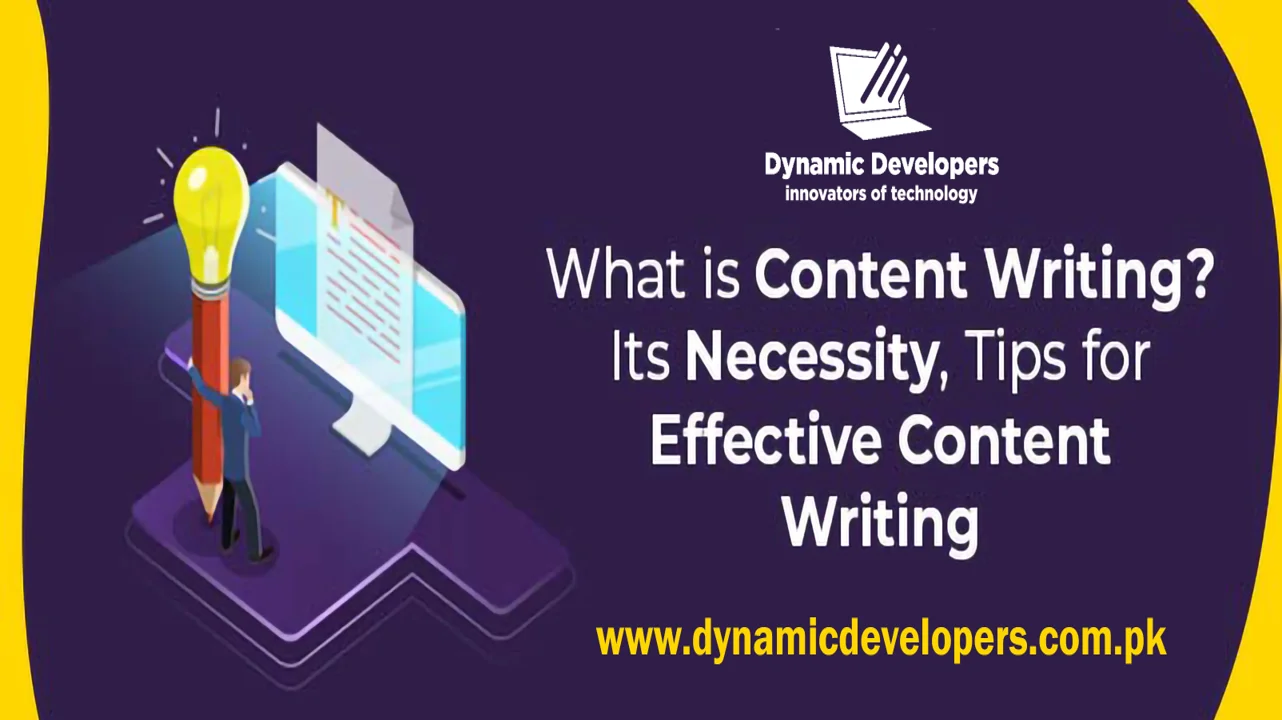 Dynamic Developers
innovators of technology
What is Content Writing?
Its Necessity, Tips for
Effective Content
Writing
www.dynamicdevelopers.com.pk
T